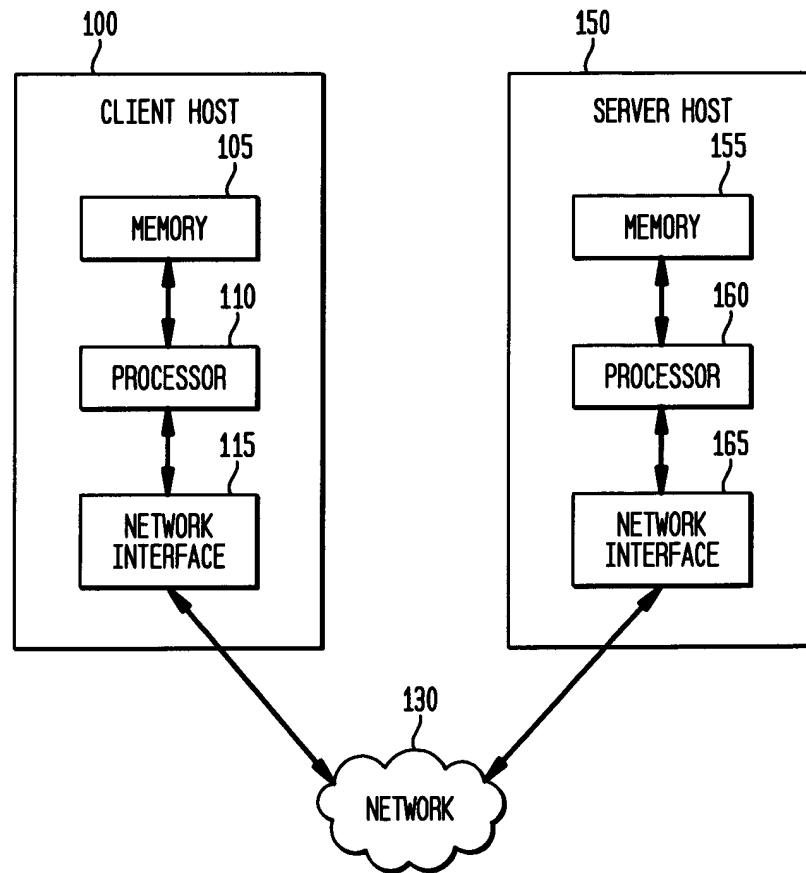 100
CLIENT HOST
105
MEMORY
110
PROCESSOR
115
NETWORK
INTERFACE
150
SERVER HOST
155
MEMORY
160
PROCESSOR
165
NETWORK
INTERFACE
130
NETWORK